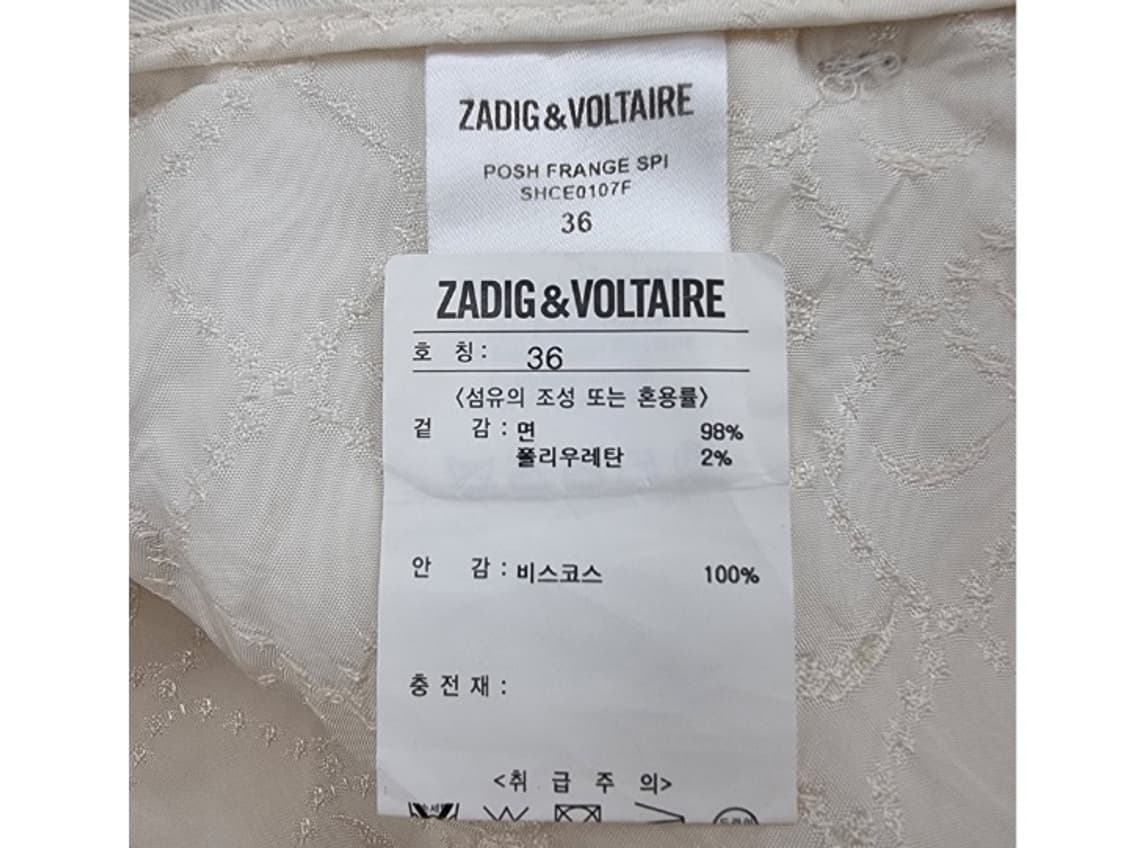 ZADIG&VOLTAIRE
POSH FRANGE SPI
SHCE0107F
36
ZADIG&VOLTAIRE
호 칭: 36
<섬유의 조성 또는 혼용률>
겉 감: 면 98%
폴리우레탄 2%
안 감: 비스코스 100%
충전재:
<취 급 주 의>